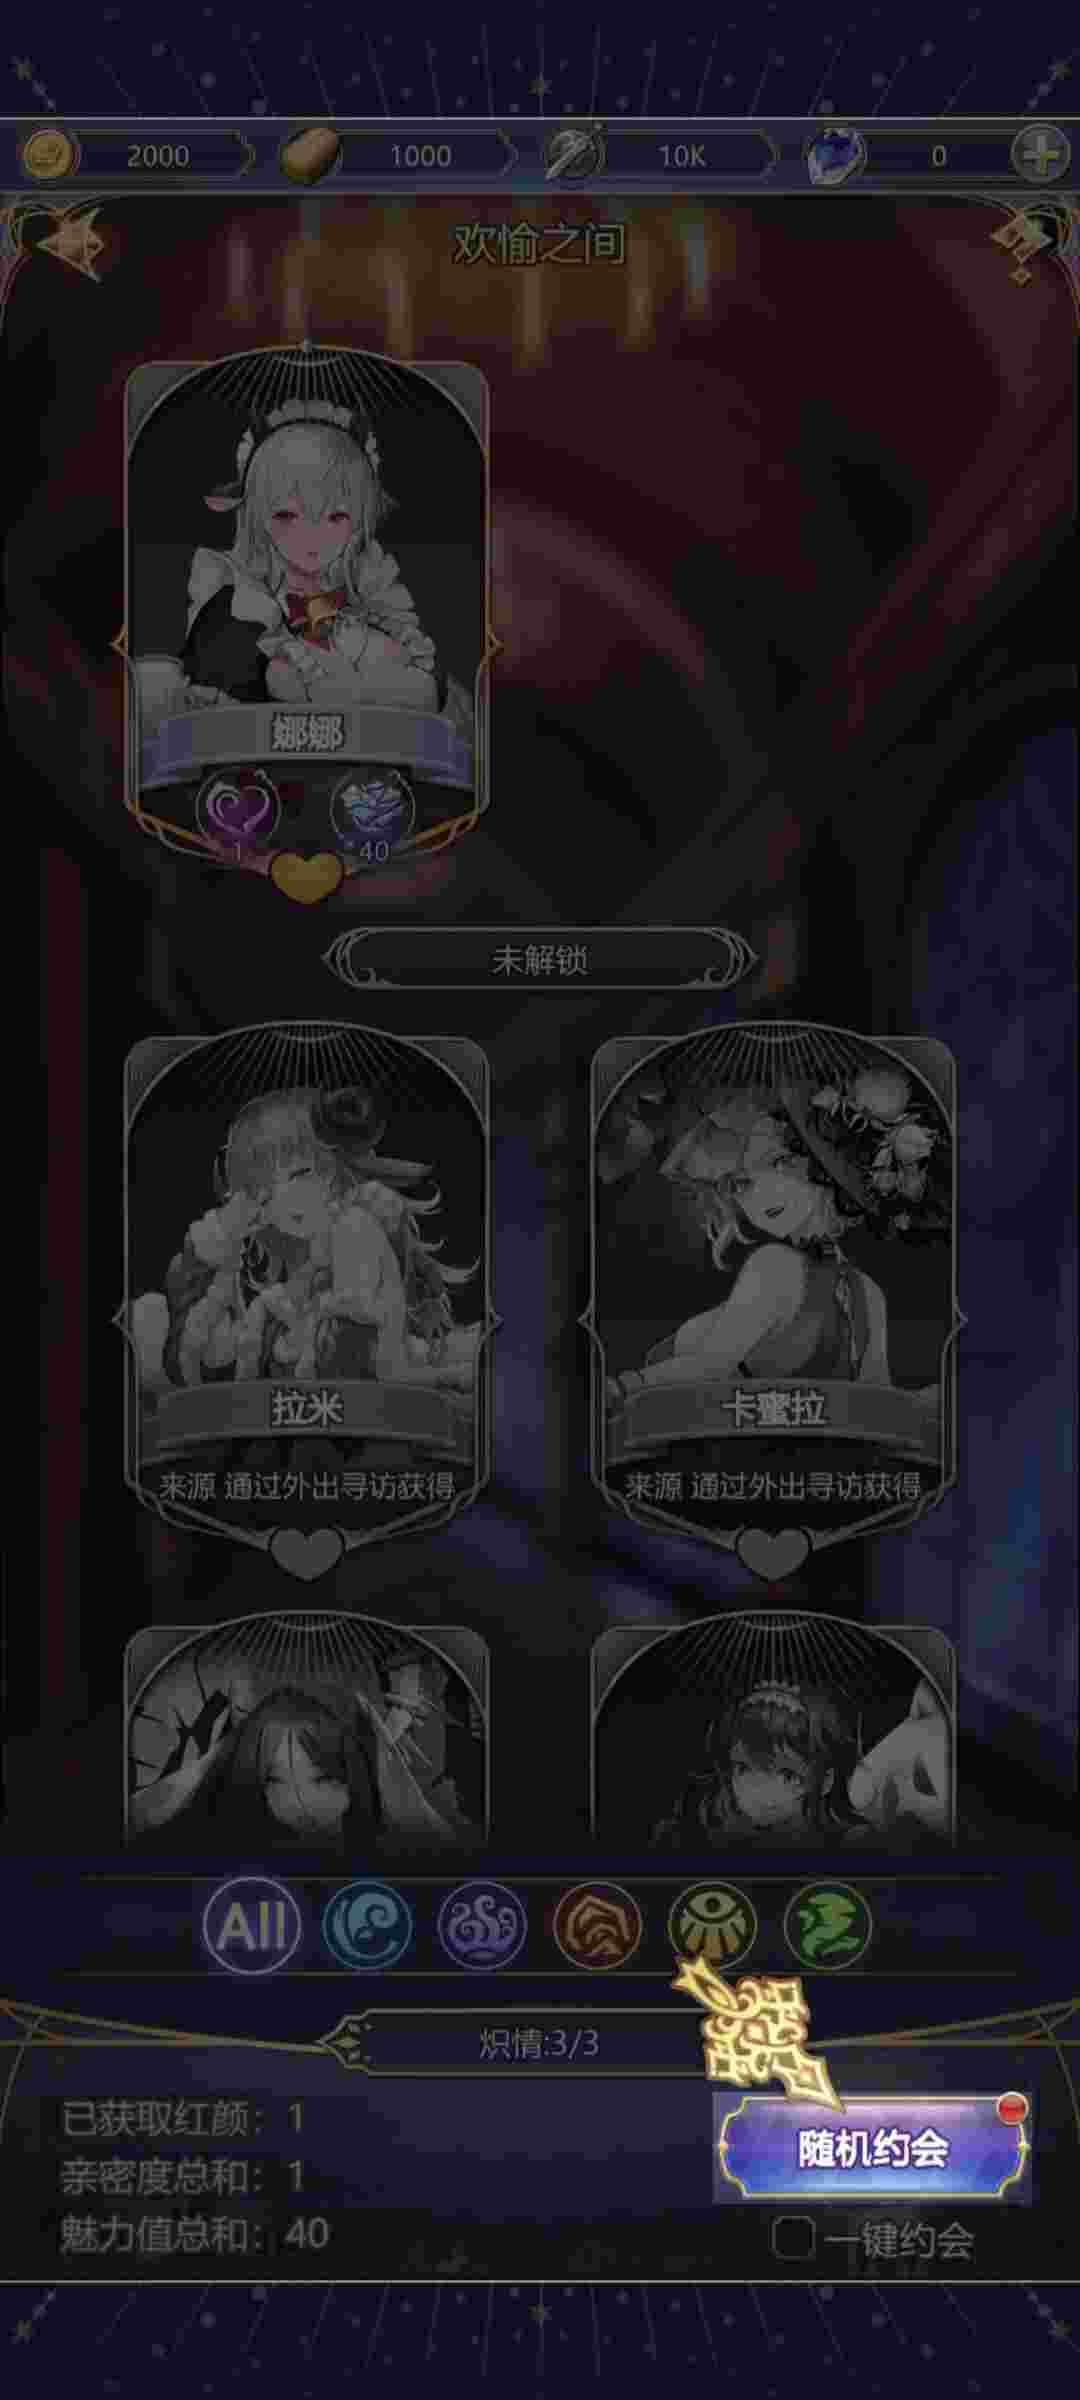 2000 1000 10K 0
欢愉之间
娜娜
1 40
未解锁
拉米 卡蜜拉
来源 通过外出寻访获得 来源 通过外出寻访获得
All
炽情:3/3
已获取红颜：1
亲密度总和：1
魅力值总和：40
随机约会
一键约会